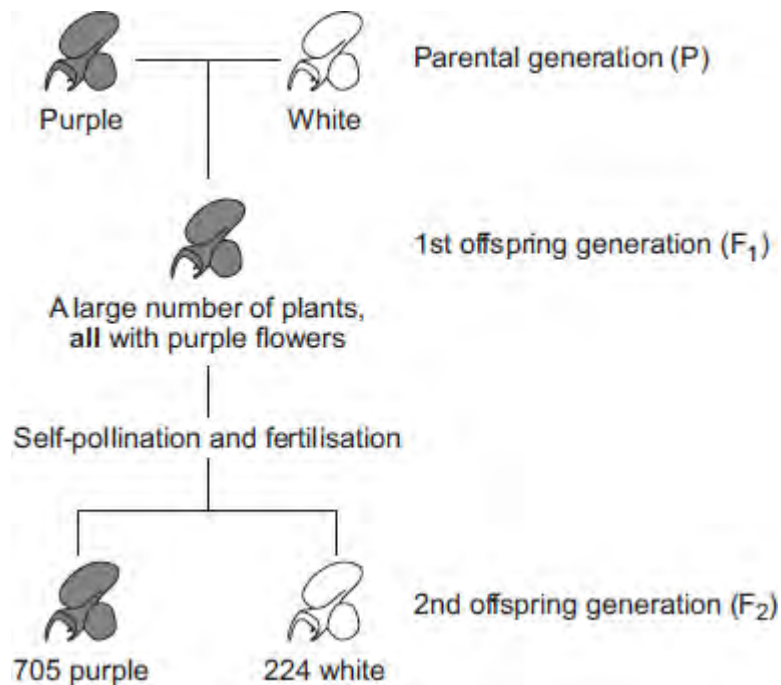 Purple
White
Parental generation (P)
A large number of plants,
all with purple flowers
1st offspring generation (F₁)
Self-pollination and fertilisation
705 purple
224 white
2nd offspring generation (F₂)